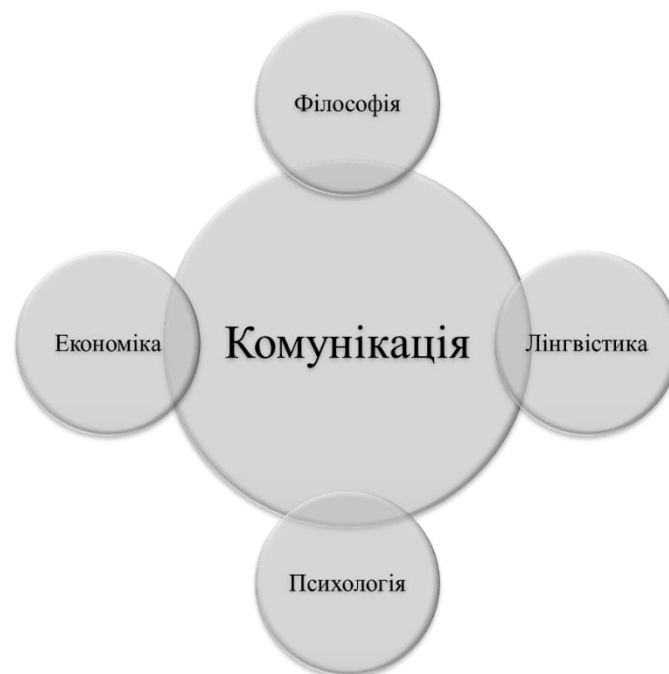 Філософія
Економіка
Комунікація
Лінгвістика
Психологія